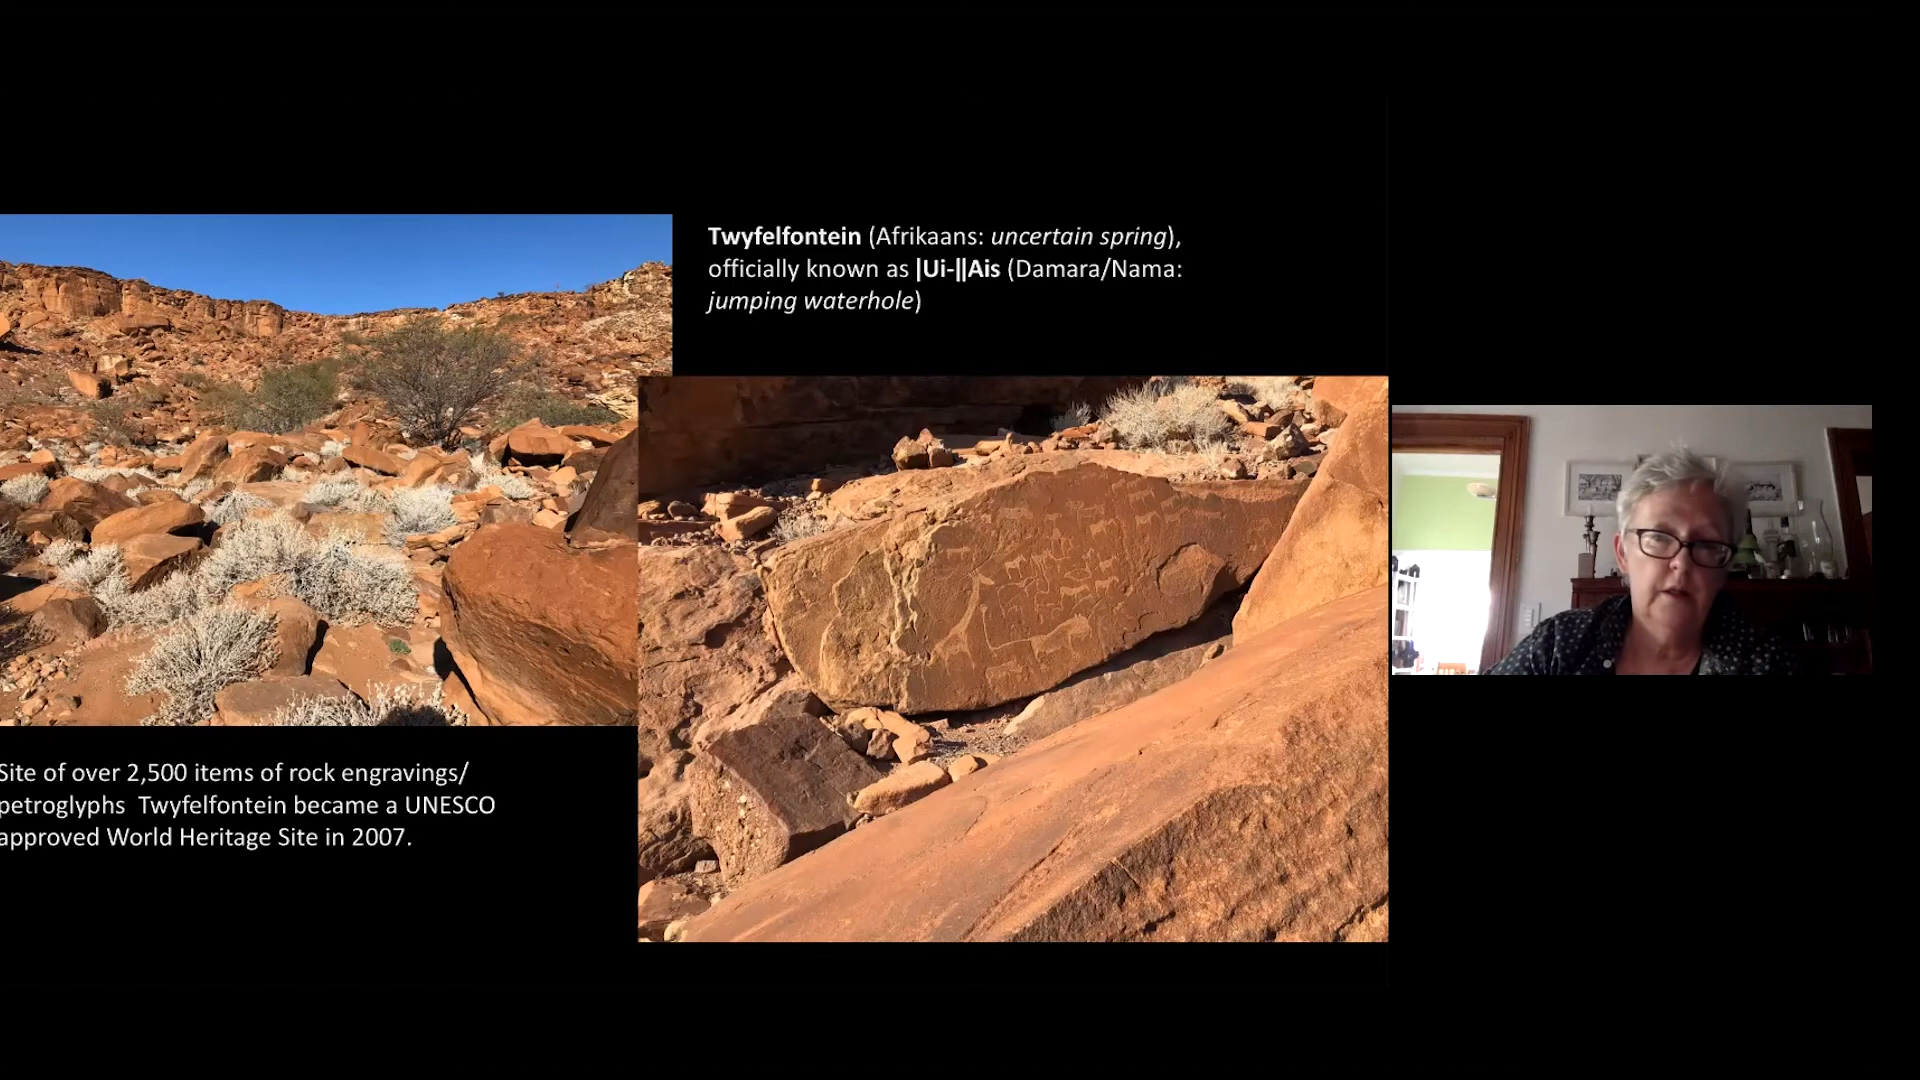 Twyfelfontein (Afrikaans: uncertain spring),
officially known as |Ui-‖Ais (Damara/Nama:
jumping waterhole)
Site of over 2,500 items of rock engravings/
petroglyphs  Twyfelfontein became a UNESCO
approved World Heritage Site in 2007.